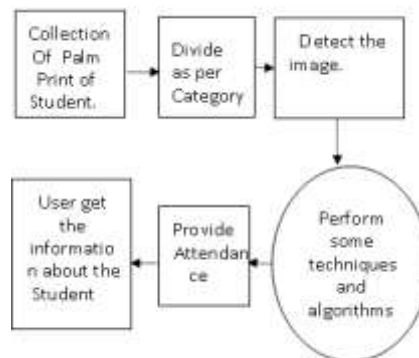 Collection
Of Palm
Print of
Student.
Divide
as per
Category
Detect the
image.
Perform
some
techniques
and
algorithms
Provide
Attendan
ce
User get
the
informatio
n about the
Student